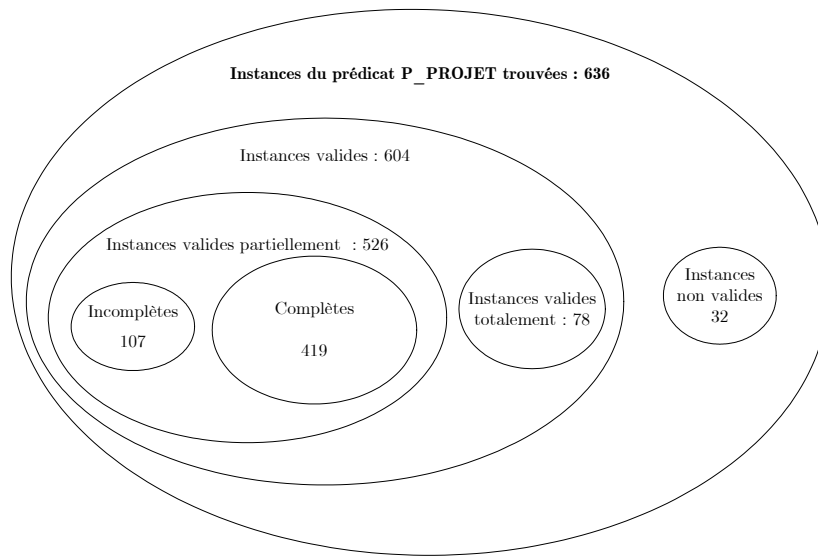 Instances du prédicat P_PROJET trouvées : 636
Instances valides : 604
Instances valides partiellement : 526
Incomplètes
107
Complètes
419
Instances valides
totalement : 78
Instances
non valides
32